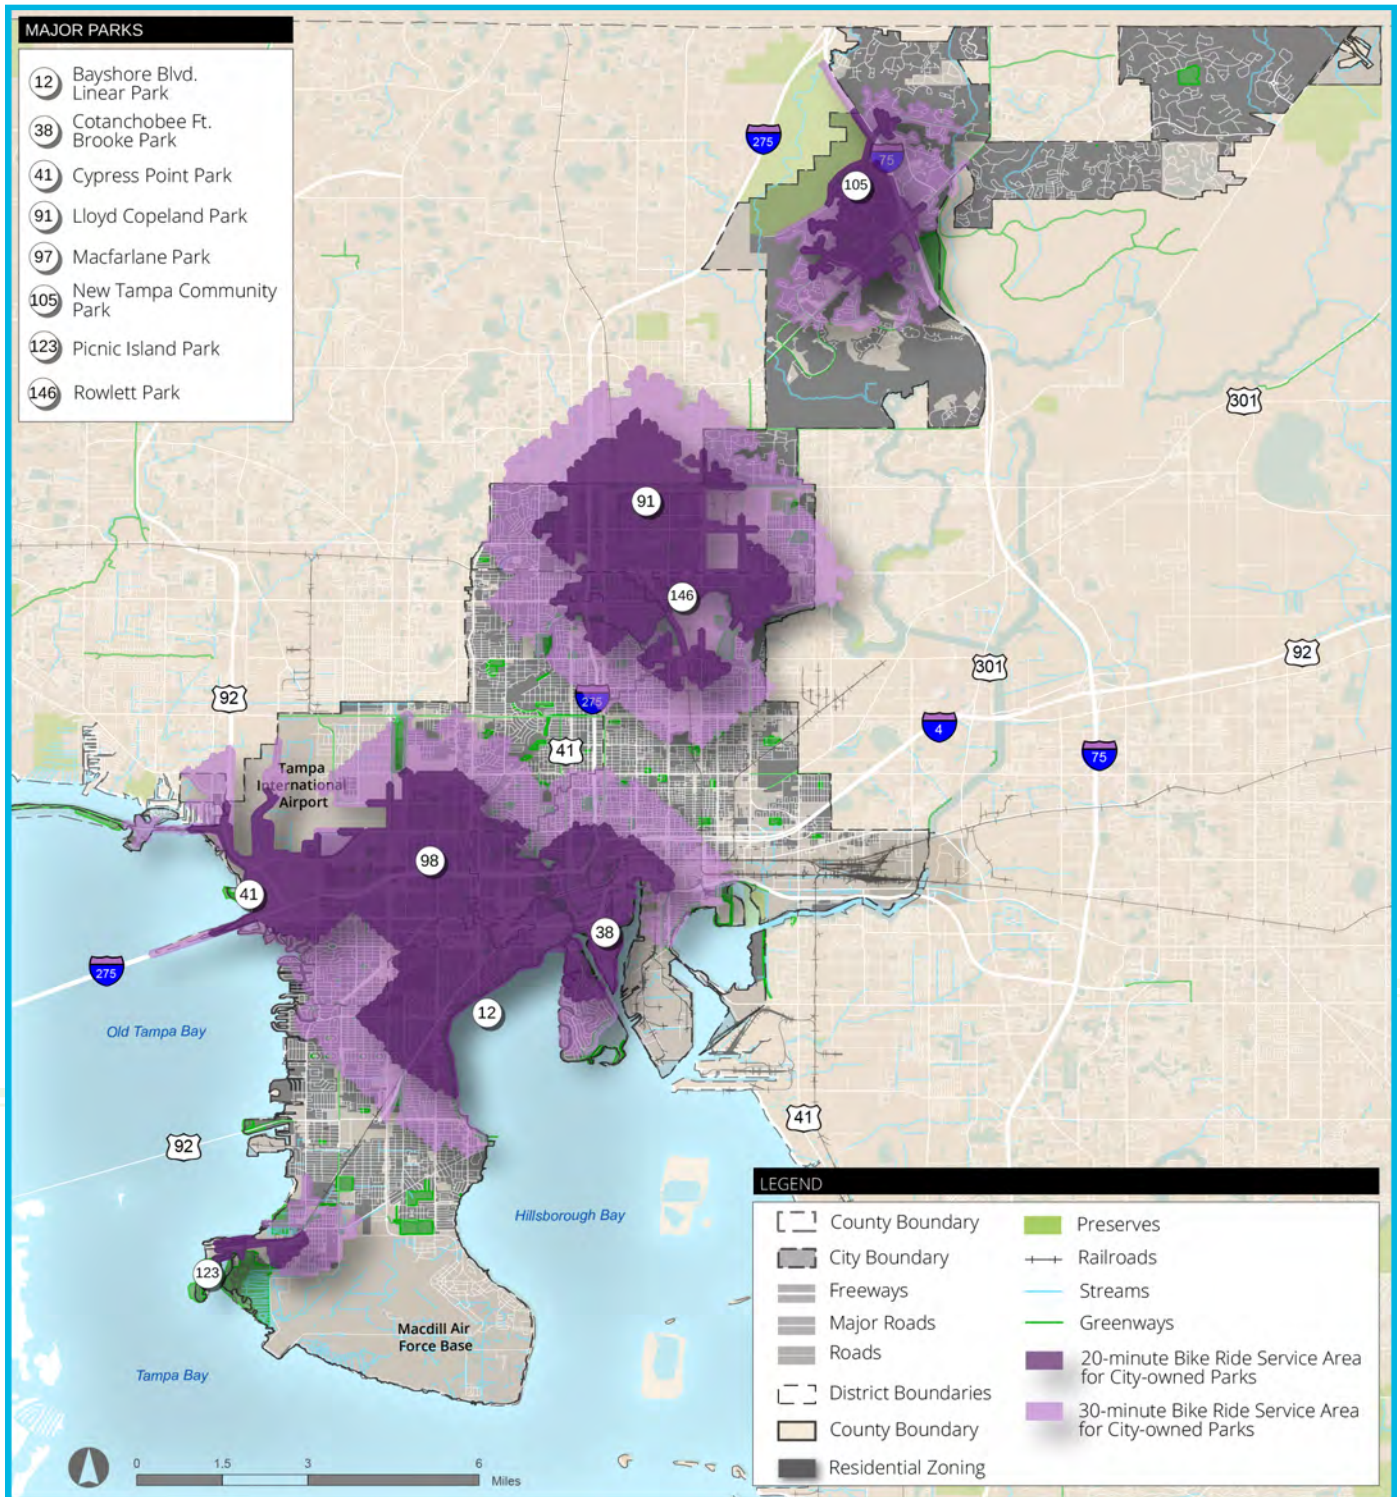 MAJOR PARKS
12 Bayshore Blvd.
Linear Park
38 Cotanchobee Ft.
Brooke Park
41 Cypress Point Park
91 Lloyd Copeland Park
97 Macfarlane Park
105 New Tampa Community
Park
123 Picnic Island Park
146 Rowlett Park
275
75
105
301
91
146
92
301
92
275
4
41
75
Tampa
International
Airport
98
41
38
275
12
Old Tampa Bay
41
92
Hillsborough Bay
123
Macdill Air
Force Base
Tampa Bay
LEGEND
County Boundary
City Boundary
Freeways
Major Roads
Roads
District Boundaries
County Boundary
Residential Zoning
Preserves
Railroads
Streams
Greenways
20-minute Bike Ride Service Area
for City-owned Parks
30-minute Bike Ride Service Area
for City-owned Parks
0 1.5 3 6
Miles